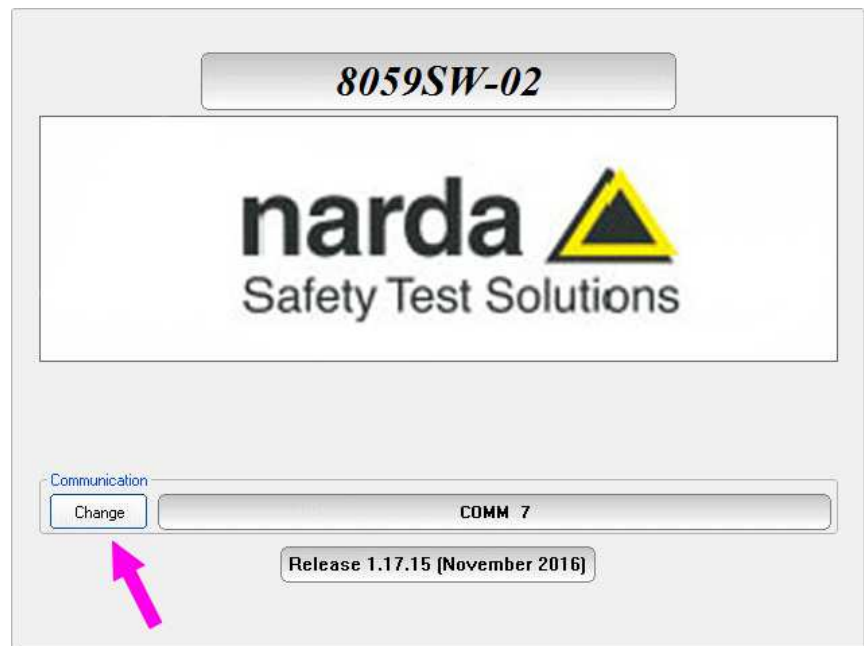 8059SW-02
narda
Safety Test Solutions
Communication
Change
COMM 7
Release 1.17.15 (November 2016)